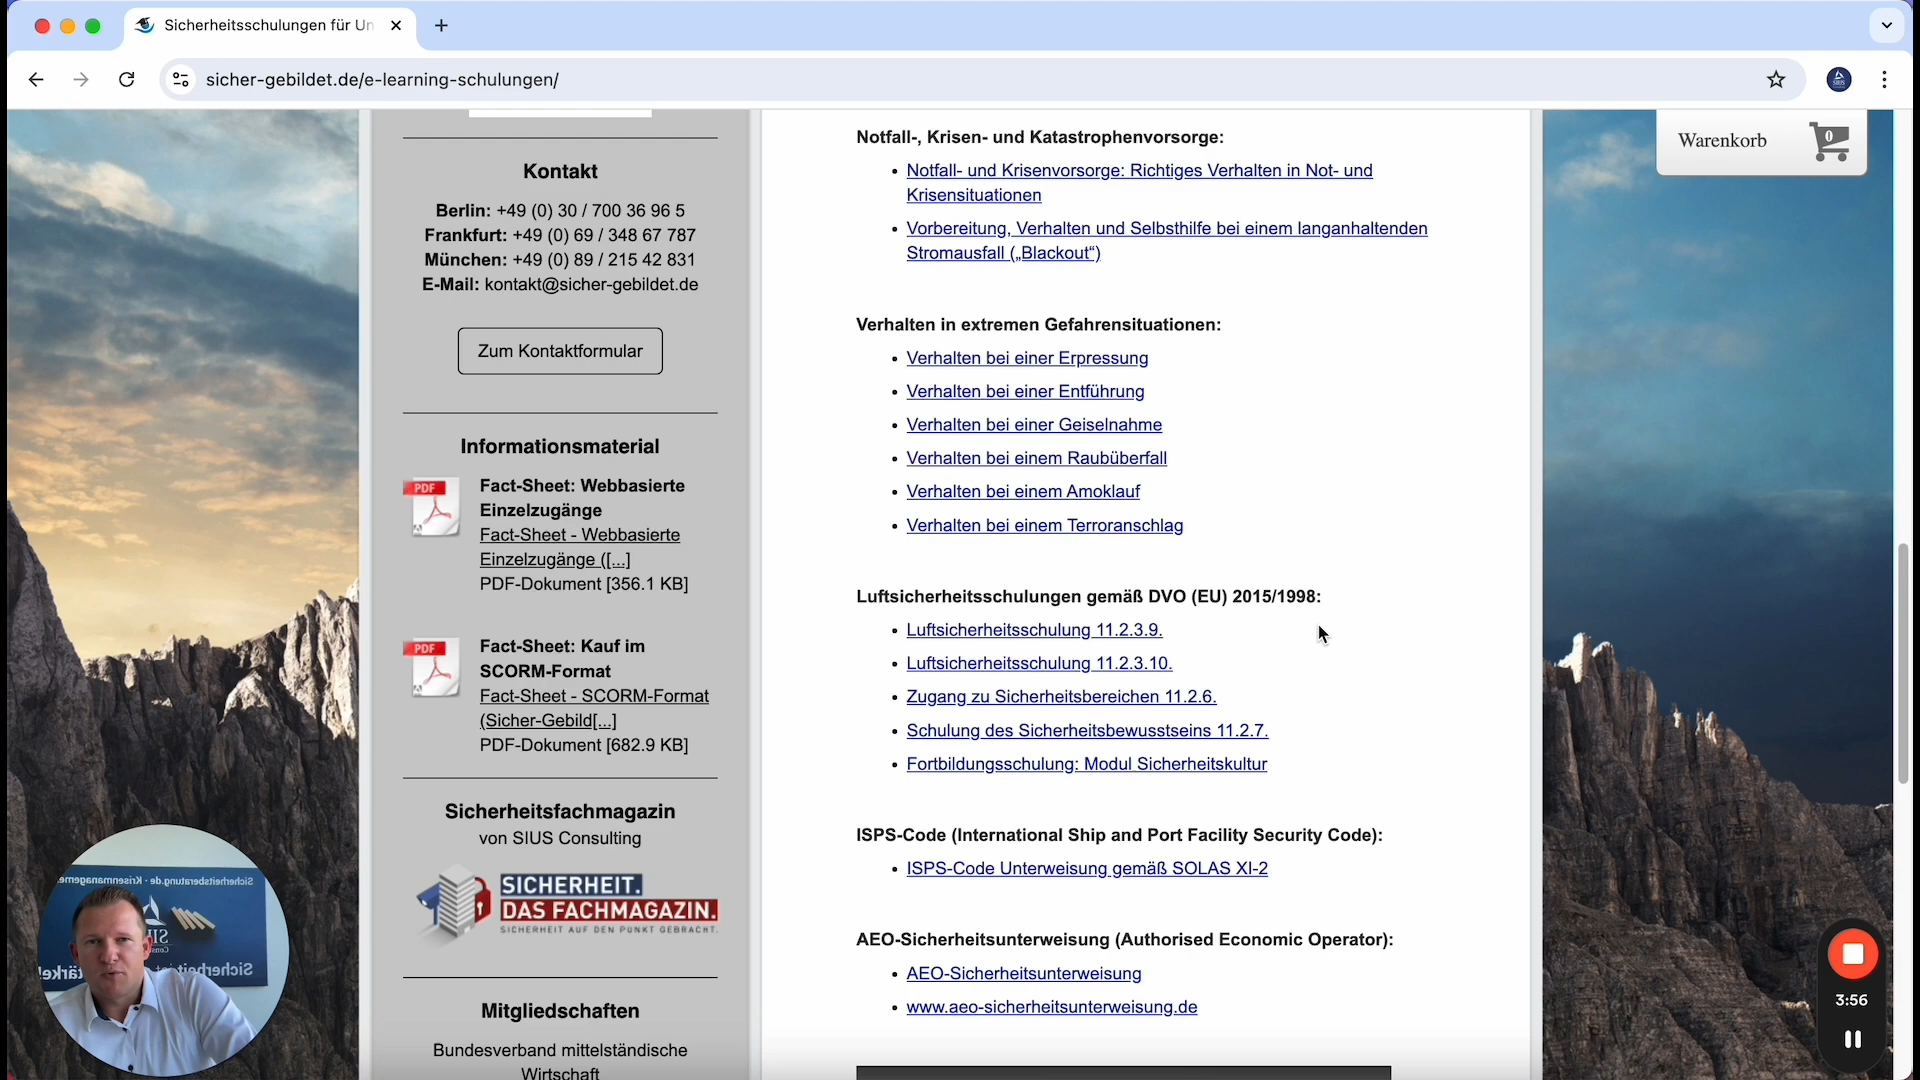 Sicherheitsschulungen für Un
sicher-gebildet.de/e-learning-schulungen/
Warenkorb
0
Kontakt
Berlin: +49 (0) 30 / 700 36 96 5
Frankfurt: +49 (0) 69 / 348 67 787
München: +49 (0) 89 / 215 42 831
E-Mail: kontakt@sicher-gebildet.de
Zum Kontaktformular
Informationsmaterial
PDF
Fact-Sheet: Webbasierte
Einzelzugänge
Fact-Sheet - Webbasierte
Einzelzugänge ([...]
PDF-Dokument [356.1 KB]
PDF
Fact-Sheet: Kauf im
SCORM-Format
Fact-Sheet - SCORM-Format
(Sicher-Gebild[...]
PDF-Dokument [682.9 KB]
Sicherheitsfachmagazin
von SIUS Consulting
SICHERHEIT.
DAS FACHMAGAZIN.
SICHERHEIT AUF DEN PUNKT GEBRACHT.
Mitgliedschaften
Bundesverband mittelständische
Wirtschaft
Notfall-, Krisen- und Katastrophenvorsorge:
• Notfall- und Krisenvorsorge: Richtiges Verhalten in Not- und
Krisensituationen
• Vorbereitung, Verhalten und Selbsthilfe bei einem langanhaltenden
Stromausfall („Blackout“)
Verhalten in extremen Gefahrensituationen:
• Verhalten bei einer Erpressung
• Verhalten bei einer Entführung
• Verhalten bei einer Geiselnahme
• Verhalten bei einem Raubüberfall
• Verhalten bei einem Amoklauf
• Verhalten bei einem Terroranschlag
Luftsicherheitsschulungen gemäß DVO (EU) 2015/1998:
• Luftsicherheitsschulung 11.2.3.9.
• Luftsicherheitsschulung 11.2.3.10.
• Zugang zu Sicherheitsbereichen 11.2.6.
• Schulung des Sicherheitsbewusstseins 11.2.7.
• Fortbildungsschulung: Modul Sicherheitskultur
ISPS-Code (International Ship and Port Facility Security Code):
• ISPS-Code Unterweisung gemäß SOLAS XI-2
AEO-Sicherheitsunterweisung (Authorised Economic Operator):
• AEO-Sicherheitsunterweisung
• www.aeo-sicherheitsunterweisung.de
3:56